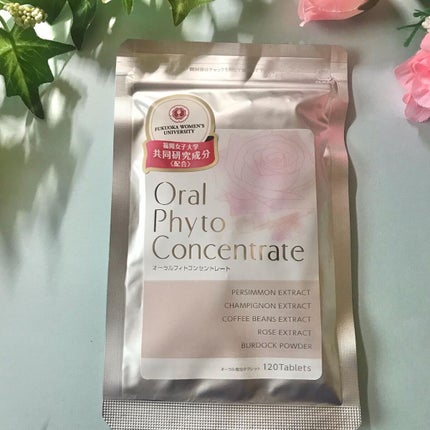 FUKUOKA WOMEN'S
UNIVERSITY
福岡女子大学
共同研究成分
〈配合〉
Oral
Phyto
Concentrate
オーラルフィトコンセントレート
PERSIMMON EXTRACT
CHAMPIGNON EXTRACT
COFFEE BEANS EXTRACT
ROSE EXTRACT
BURDOCK POWDER
120Tablets